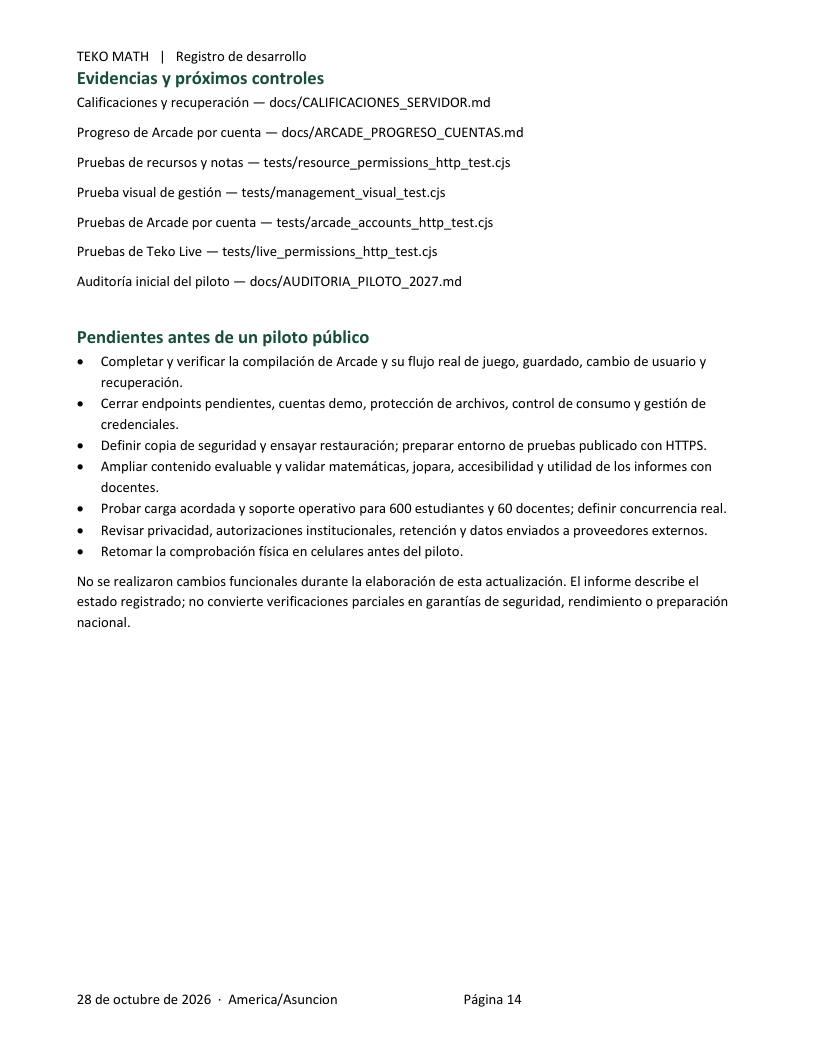 TEKO MATH | Registro de desarrollo
Evidencias y próximos controles
Calificaciones y recuperación — docs/CALIFICACIONES_SERVIDOR.md
Progreso de Arcade por cuenta — docs/ARCADE_PROGRESO_CUENTAS.md
Pruebas de recursos y notas — tests/resource_permissions_http_test.cjs
Prueba visual de gestión — tests/management_visual_test.cjs
Pruebas de Arcade por cuenta — tests/arcade_accounts_http_test.cjs
Pruebas de Teko Live — tests/live_permissions_http_test.cjs
Auditoría inicial del piloto — docs/AUDITORIA_PILOTO_2027.md
Pendientes antes de un piloto público
• Completar y verificar la compilación de Arcade y su flujo real de juego, guardado, cambio de usuario y
recuperación.
• Cerrar endpoints pendientes, cuentas demo, protección de archivos, control de consumo y gestión de
credenciales.
• Definir copia de seguridad y ensayar restauración; preparar entorno de pruebas publicado con HTTPS.
• Ampliar contenido evaluable y validar matemáticas, jopara, accesibilidad y utilidad de los informes con
docentes.
• Probar carga acordada y soporte operativo para 600 estudiantes y 60 docentes; definir concurrencia real.
• Revisar privacidad, autorizaciones institucionales, retención y datos enviados a proveedores externos.
• Retomar la comprobación física en celulares antes del piloto.
No se realizaron cambios funcionales durante la elaboración de esta actualización. El informe describe el
estado registrado; no convierte verificaciones parciales en garantías de seguridad, rendimiento o preparación
nacional.
28 de octubre de 2026 · America/Asuncion Página 14